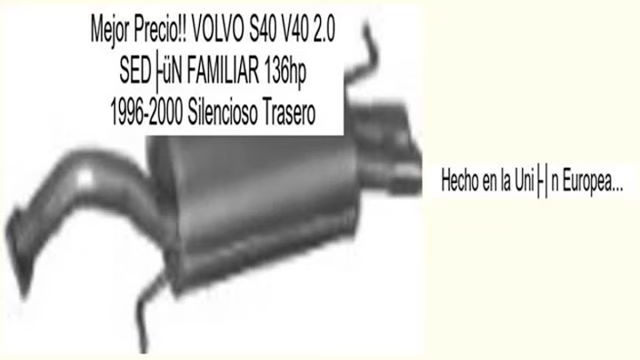 Mejor Precio!! VOLVO S40 V40 2.0
SED├üN FAMILIAR 136hp
1996-2000 Silencioso Trasero
Hecho en la Uni├│n Europea...